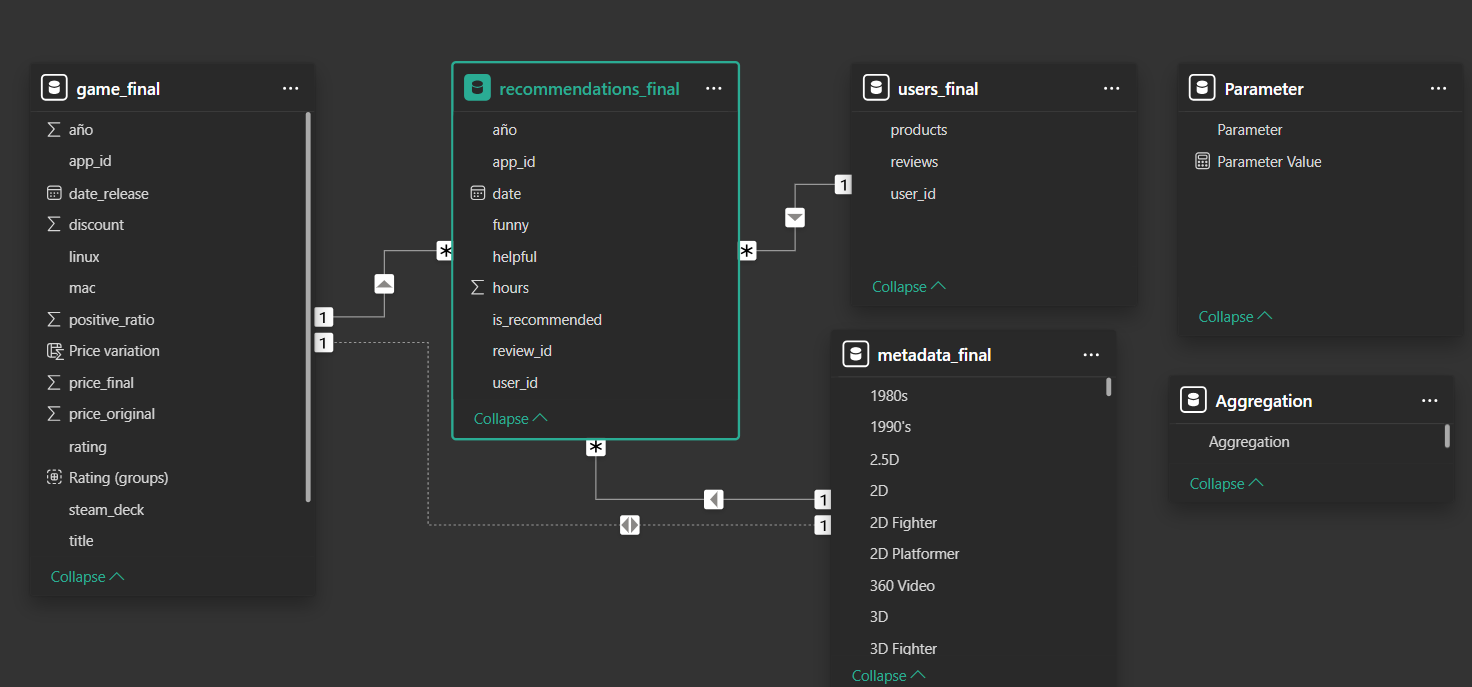 game_final
...
año
app_id
date_release
discount
linux
mac
positive_ratio
Price variation
price_final
price_original
rating
Rating (groups)
steam_deck
title
Collapse
recommendations_final
...
año
app_id
date
funny
helpful
hours
is_recommended
review_id
user_id
Collapse
users_final
...
products
reviews
user_id
Collapse
Parameter
...
Parameter
Parameter Value
Collapse
metadata_final
...
1980s
1990's
2.5D
2D
2D Fighter
2D Platformer
360 Video
3D
3D Fighter
Collapse
Aggregation
...
Aggregation
Collapse
1
*
1
*
1
*
1
1